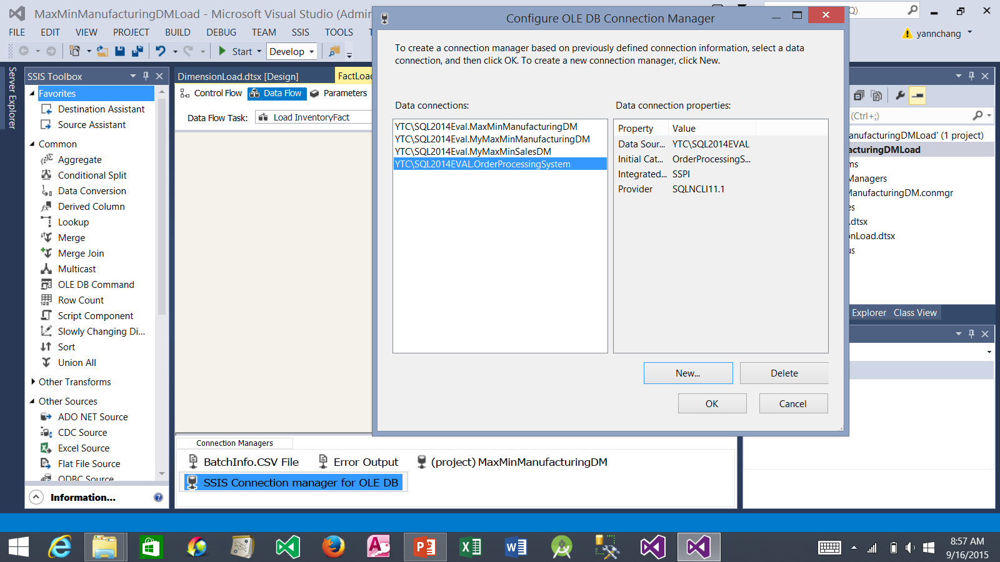 MaxMinManufacturingDMLoad - Microsoft Visual Studio (Admin
FILE EDIT VIEW PROJECT BUILD DEBUG TEAM SSIS TOOLS
yannchang
Start
Develop
Server Explorer
SSIS Toolbox
Favorites
Destination Assistant
Source Assistant
Common
Aggregate
Conditional Split
Data Conversion
Derived Column
Lookup
Merge
Merge Join
Multicast
OLE DB Command
Row Count
Script Component
Slowly Changing Di...
Sort
Union All
Other Transforms
Other Sources
ADO NET Source
CDC Source
Excel Source
Flat File Source
ODBC Source
Information...
DimensionLoad.dtsx [Design]
FactLoa
Control Flow
Data Flow
Parameters
Data Flow Task:
Load InventoryFact
Configure OLE DB Connection Manager
To create a connection manager based on previously defined connection information, select a data
connection, and then click OK. To create a new connection manager, click New.
Data connections:
YTC\SQL2014Eval.MaxMinManufacturingDM
YTC\SQL2014Eval.MyMaxMinManufacturingDM
YTC\SQL2014Eval.MyMaxMinSalesDM
YTC\SQL2014EVAL.OrderProcessingSystem
Data connection properties:
Property Value
Data Sour... YTC\SQL2014EVAL
Initial Cat... OrderProcessingS...
Integrated... SSPI
Provider SQLNCLI11.1
New...
Delete
OK
Cancel
(Ctrl+;)
anufacturingDMLoad' (1 project)
acturingDMLoad
ms
Managers
ManufacturingDM.conmgr
es
.dtsx
nLoad.dtsx
us
Explorer
Class View
Connection Managers
BatchInfo.CSV File
Error Output
(project) MaxMinManufacturingDM
SSIS Connection manager for OLE DB
8:57 AM
9/16/2015